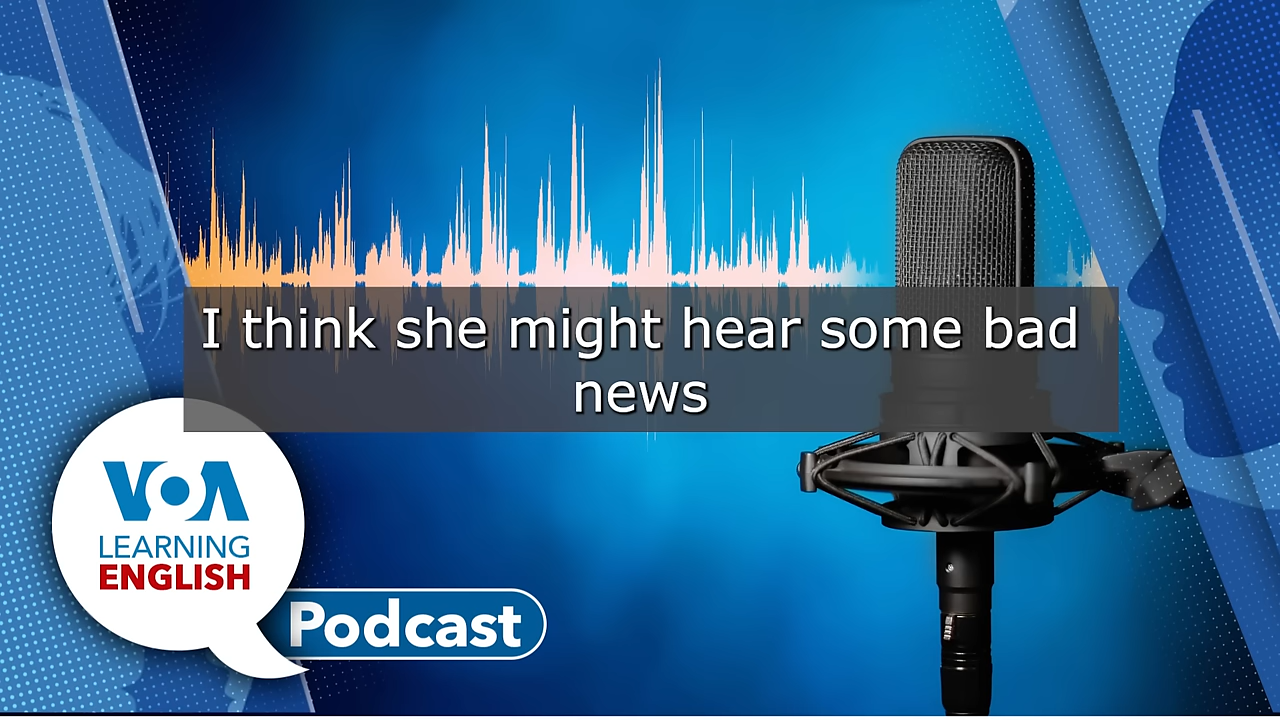 I think she might hear some bad
news
VOA
LEARNING
ENGLISH
Podcast